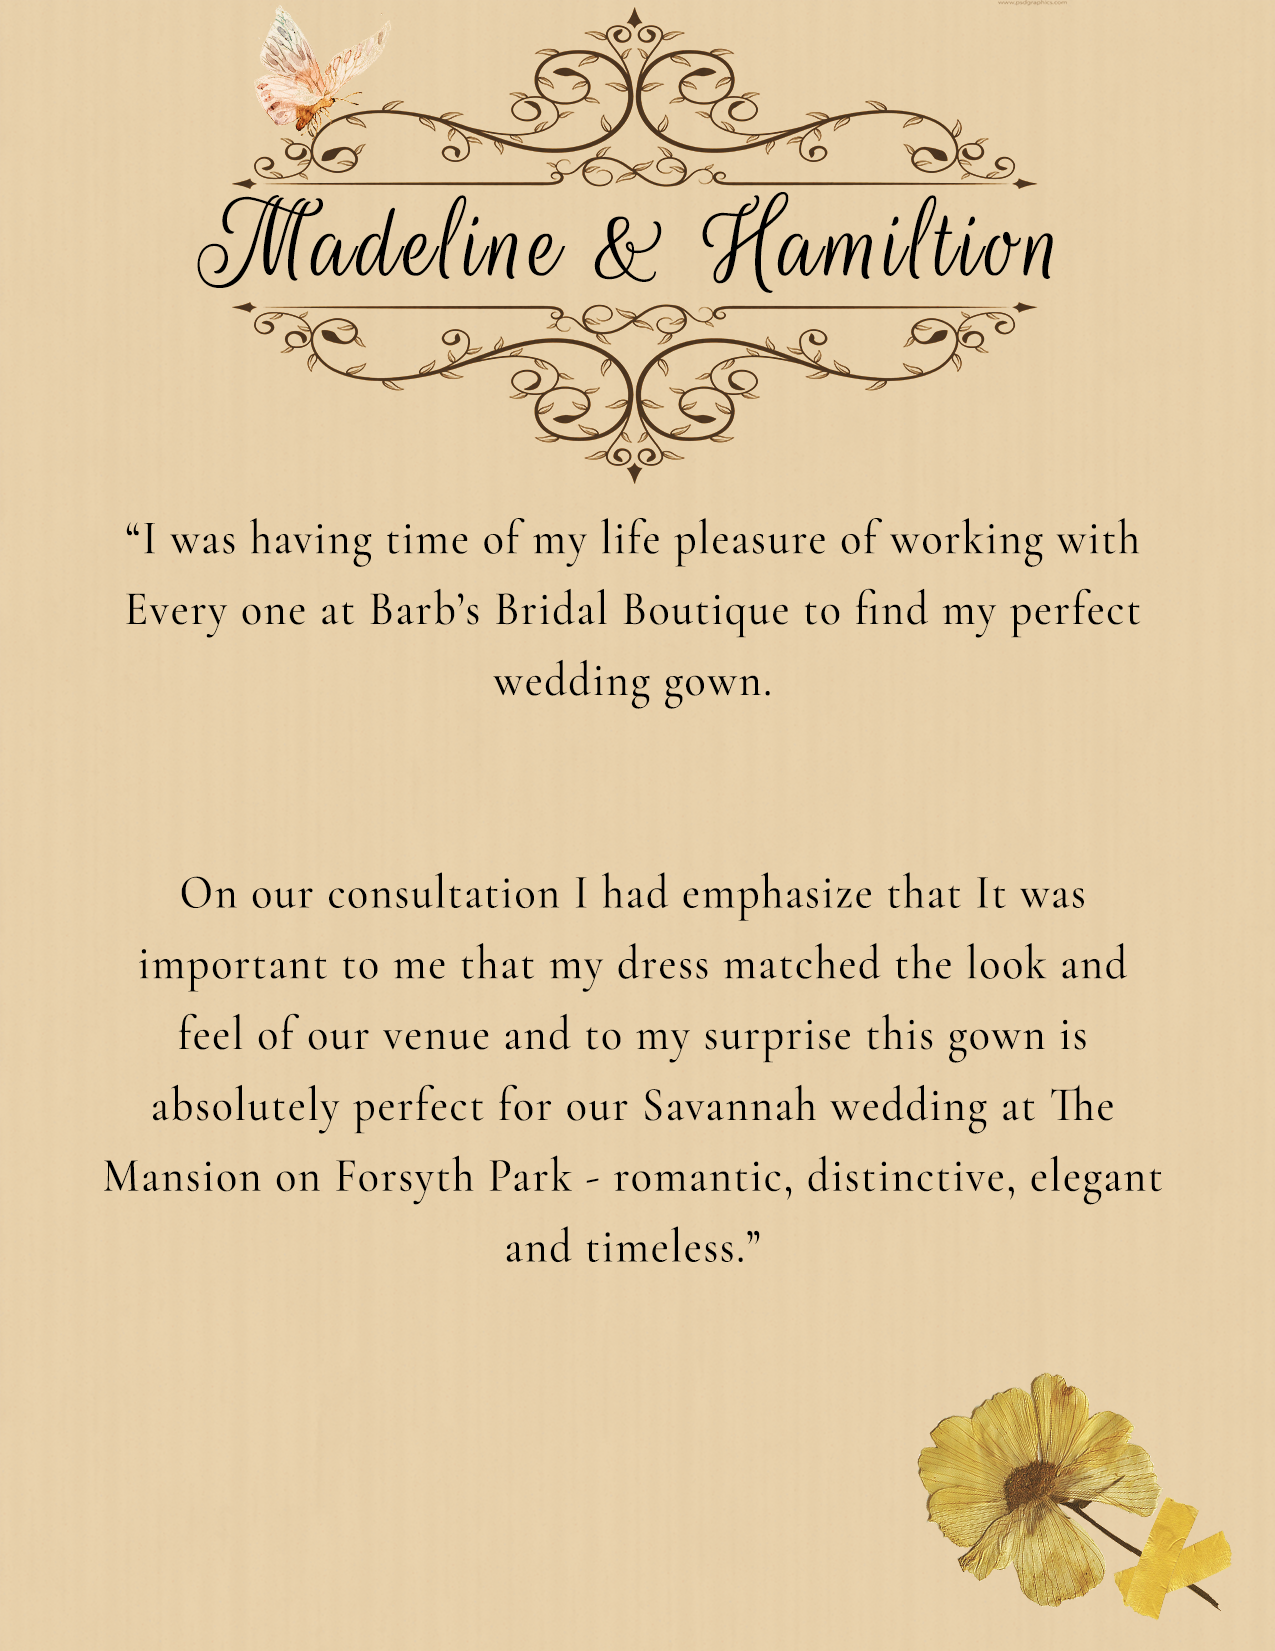 www.psdgraphics.com
Madeline & Hamiltion
“I was having time of my life pleasure of working with
Every one at Barb’s Bridal Boutique to find my perfect
wedding gown.
On our consultation I had emphasize that It was
important to me that my dress matched the look and
feel of our venue and to my surprise this gown is
absolutely perfect for our Savannah wedding at The
Mansion on Forsyth Park - romantic, distinctive, elegant
and timeless.”